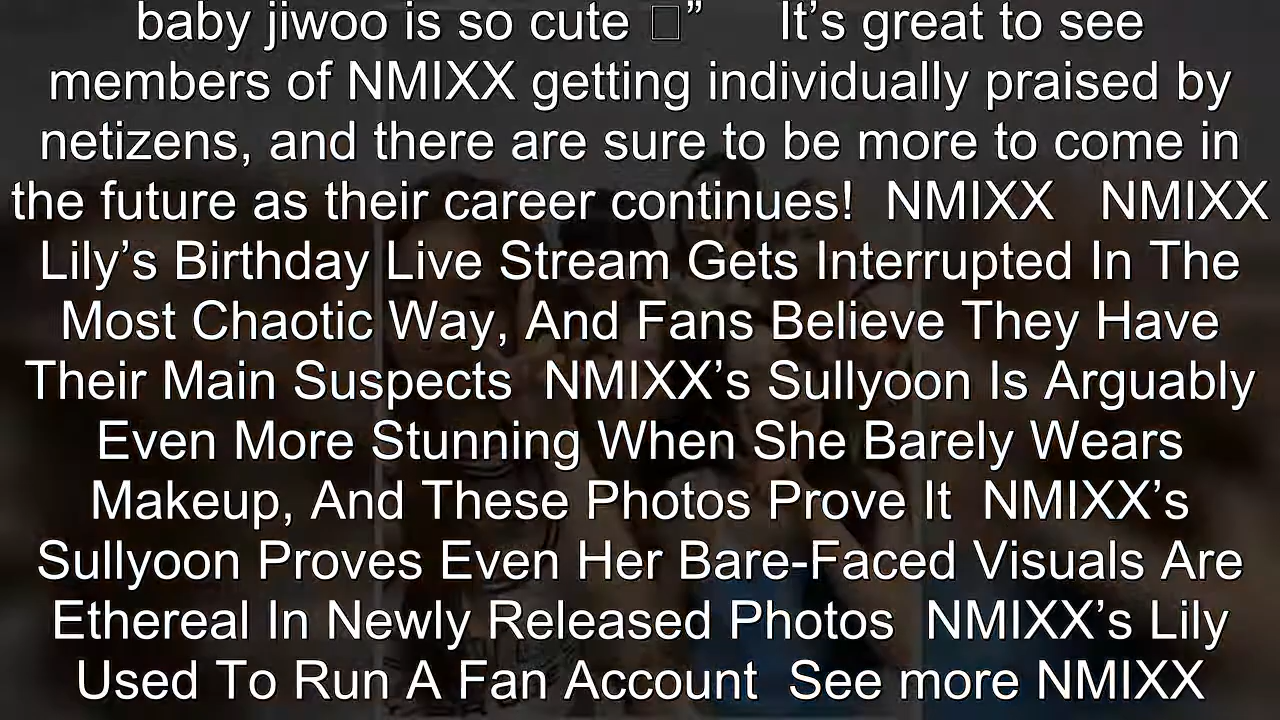 baby jiwoo is so cute □” It’s great to see
members of NMIXX getting individually praised by
netizens, and there are sure to be more to come in
the future as their career continues! NMIXX NMIXX
Lily’s Birthday Live Stream Gets Interrupted In The
Most Chaotic Way, And Fans Believe They Have
Their Main Suspects NMIXX’s Sullyoon Is Arguably
Even More Stunning When She Barely Wears
Makeup, And These Photos Prove It NMIXX’s
Sullyoon Proves Even Her Bare-Faced Visuals Are
Ethereal In Newly Released Photos NMIXX’s Lily
Used To Run A Fan Account See more NMIXX